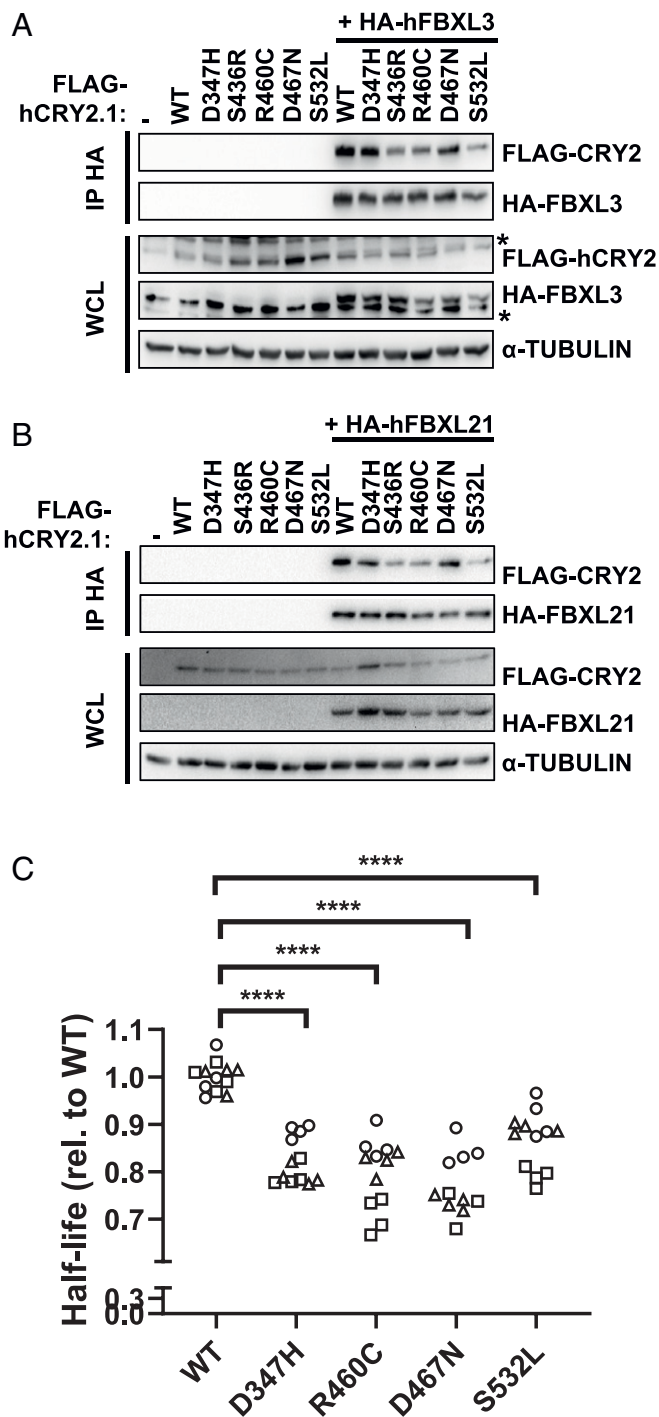 A
+ HA-hFBXL3
FLAG-
hCRY2.1:
- WT D347H S436R R460C D467N S532L WT D347H S436R R460C D467N S532L
IP HA
FLAG-CRY2
HA-FBXL3
WCL
*
FLAG-hCRY2
HA-FBXL3
*
α-TUBULIN
B
+ HA-hFBXL21
FLAG-
hCRY2.1:
- WT D347H S436R R460C D467N S532L WT D347H S436R R460C D467N S532L
IP HA
FLAG-CRY2
HA-FBXL21
WCL
FLAG-CRY2
HA-FBXL21
α-TUBULIN
C
****
****
****
****
Half-life (rel. to WT)
1.1
1.0
0.9
0.8
0.7
0.3
0.0
WT D347H R460C D467N S532L